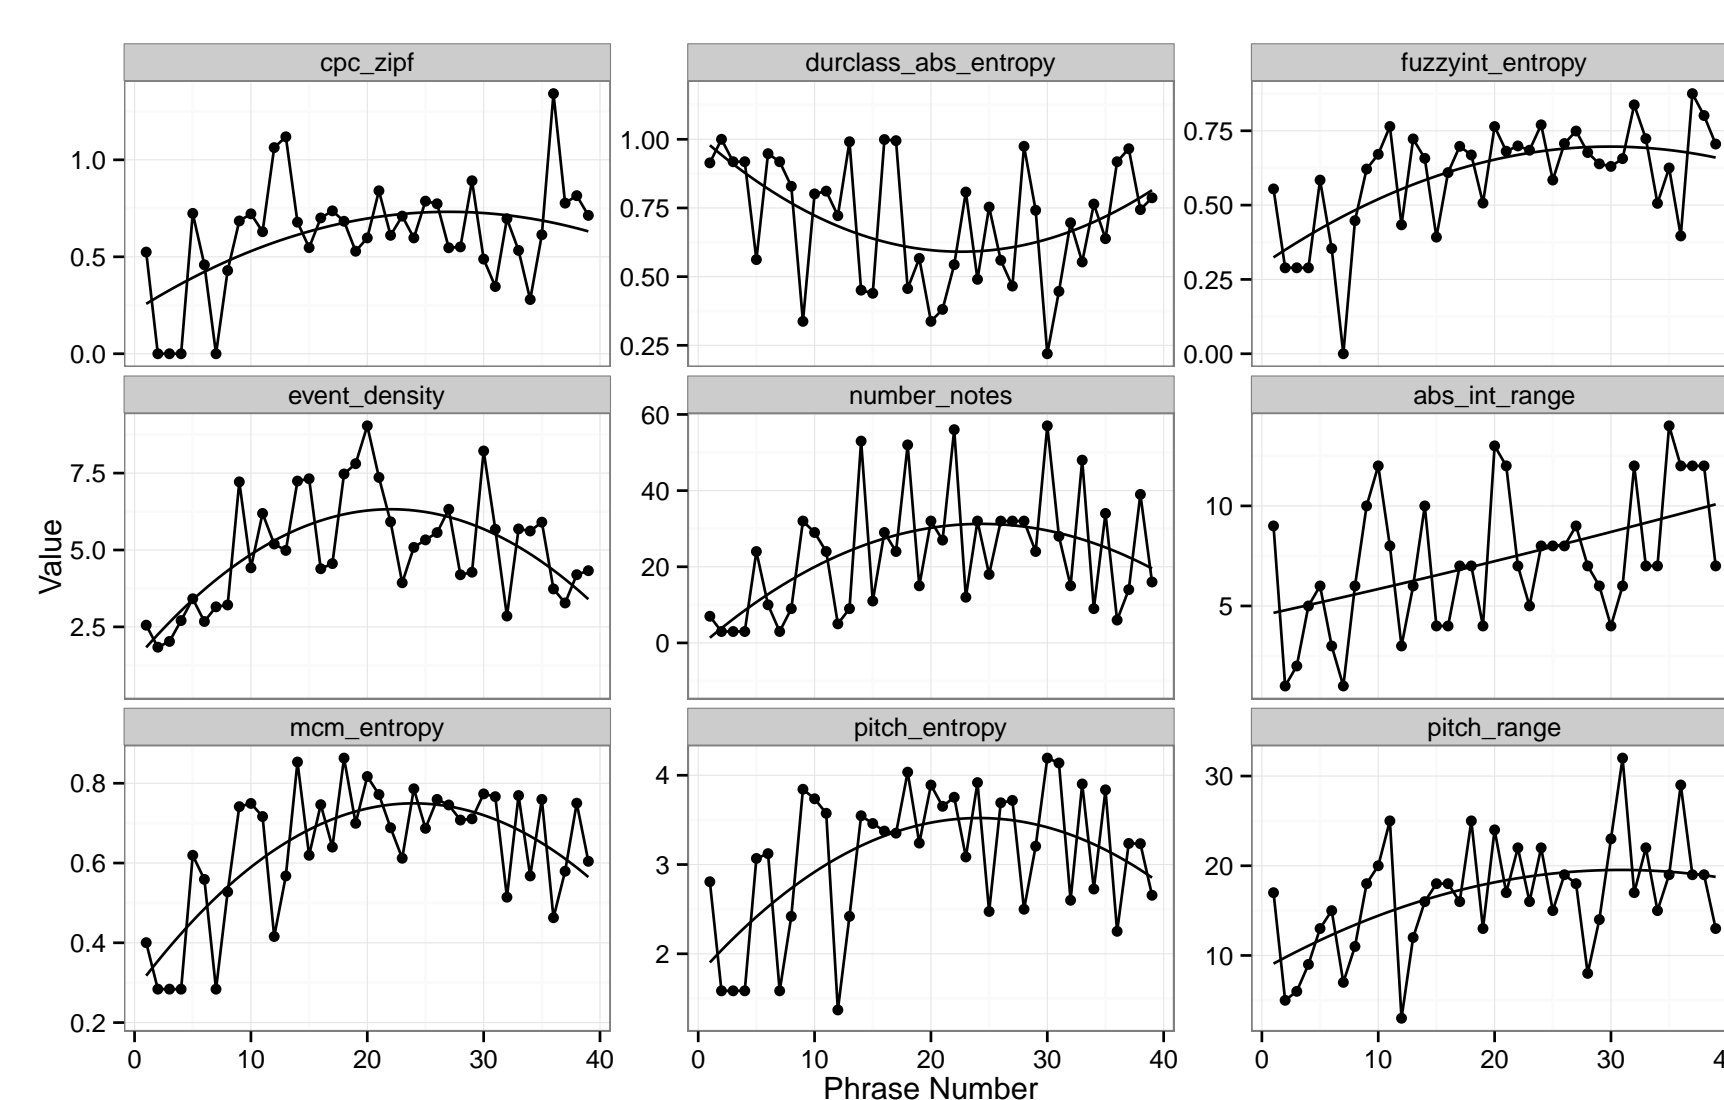 cpc_zipf durclass_abs_entropy fuzzyint_entropy
1.0 0.5 0.0
1.00 0.75 0.50 0.25
0.75 0.50 0.25 0.00
event_density number_notes abs_int_range
7.5 5.0 2.5
60 40 20 0
10 5
Value
mcm_entropy pitch_entropy pitch_range
0.8 0.6 0.4 0.2
4 3 2
30 20 10
0 10 20 30 40 0 10 20 30 40 0 10 20 30 4
Phrase Number